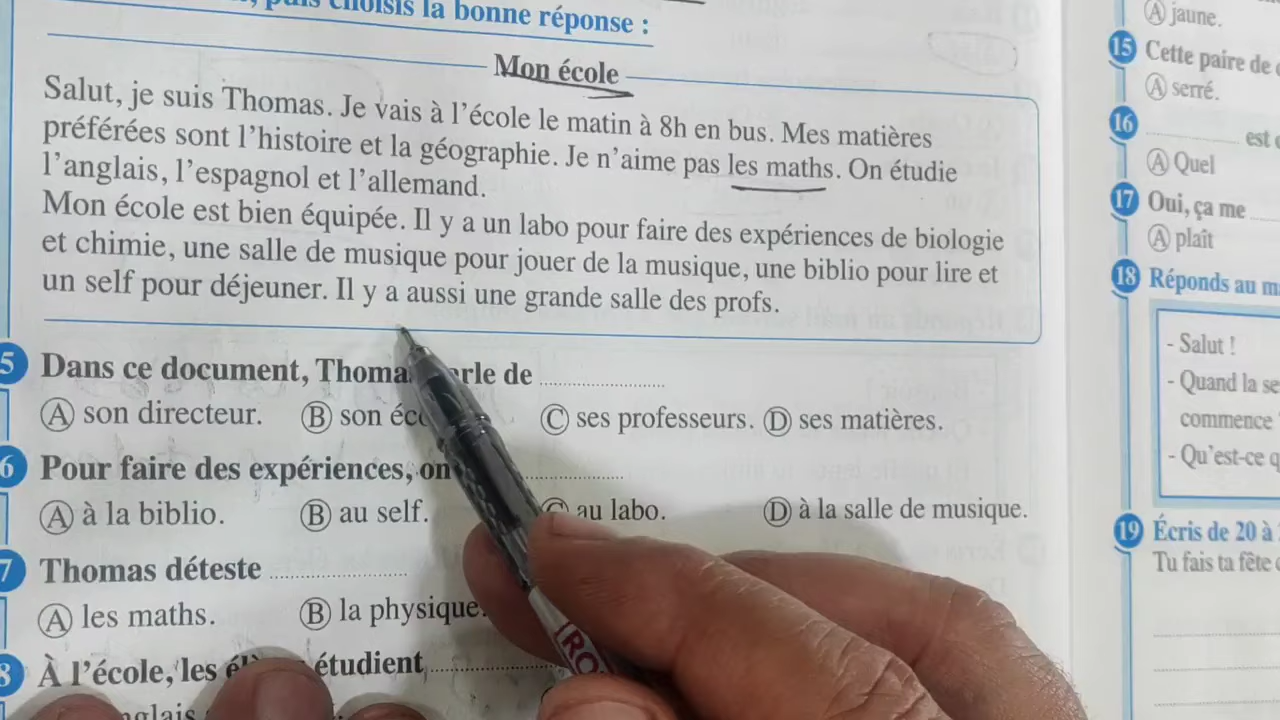 puis choisis la bonne réponse :
Mon école
Salut, je suis Thomas. Je vais à l'école le matin à 8h en bus. Mes matières
préférées sont l'histoire et la géographie. Je n'aime pas les maths. On étudie
l'anglais, l'espagnol et l'allemand.
Mon école est bien équipée. Il y a un labo pour faire des expériences de biologie
et chimie, une salle de musique pour jouer de la musique, une biblio pour lire et
un self pour déjeuner. Il y a aussi une grande salle des profs.
5 Dans ce document, Thoma rle de
A son directeur. B son éc C ses professeurs. D ses matières.
6 Pour faire des expériences, on
A à la biblio. B au self. C au labo. D à la salle de musique.
7 Thomas déteste
A les maths. B la physique.
8 À l'école, les étudient
A jaune.
15 Cette paire de
A serré.
16 est
A Quel
17 Oui, ça me
A plaît
18 Réponds au m
- Salut !
- Quand la se
commence
- Qu'est-ce q
19 Écris de 20 à
Tu fais ta fête
RO